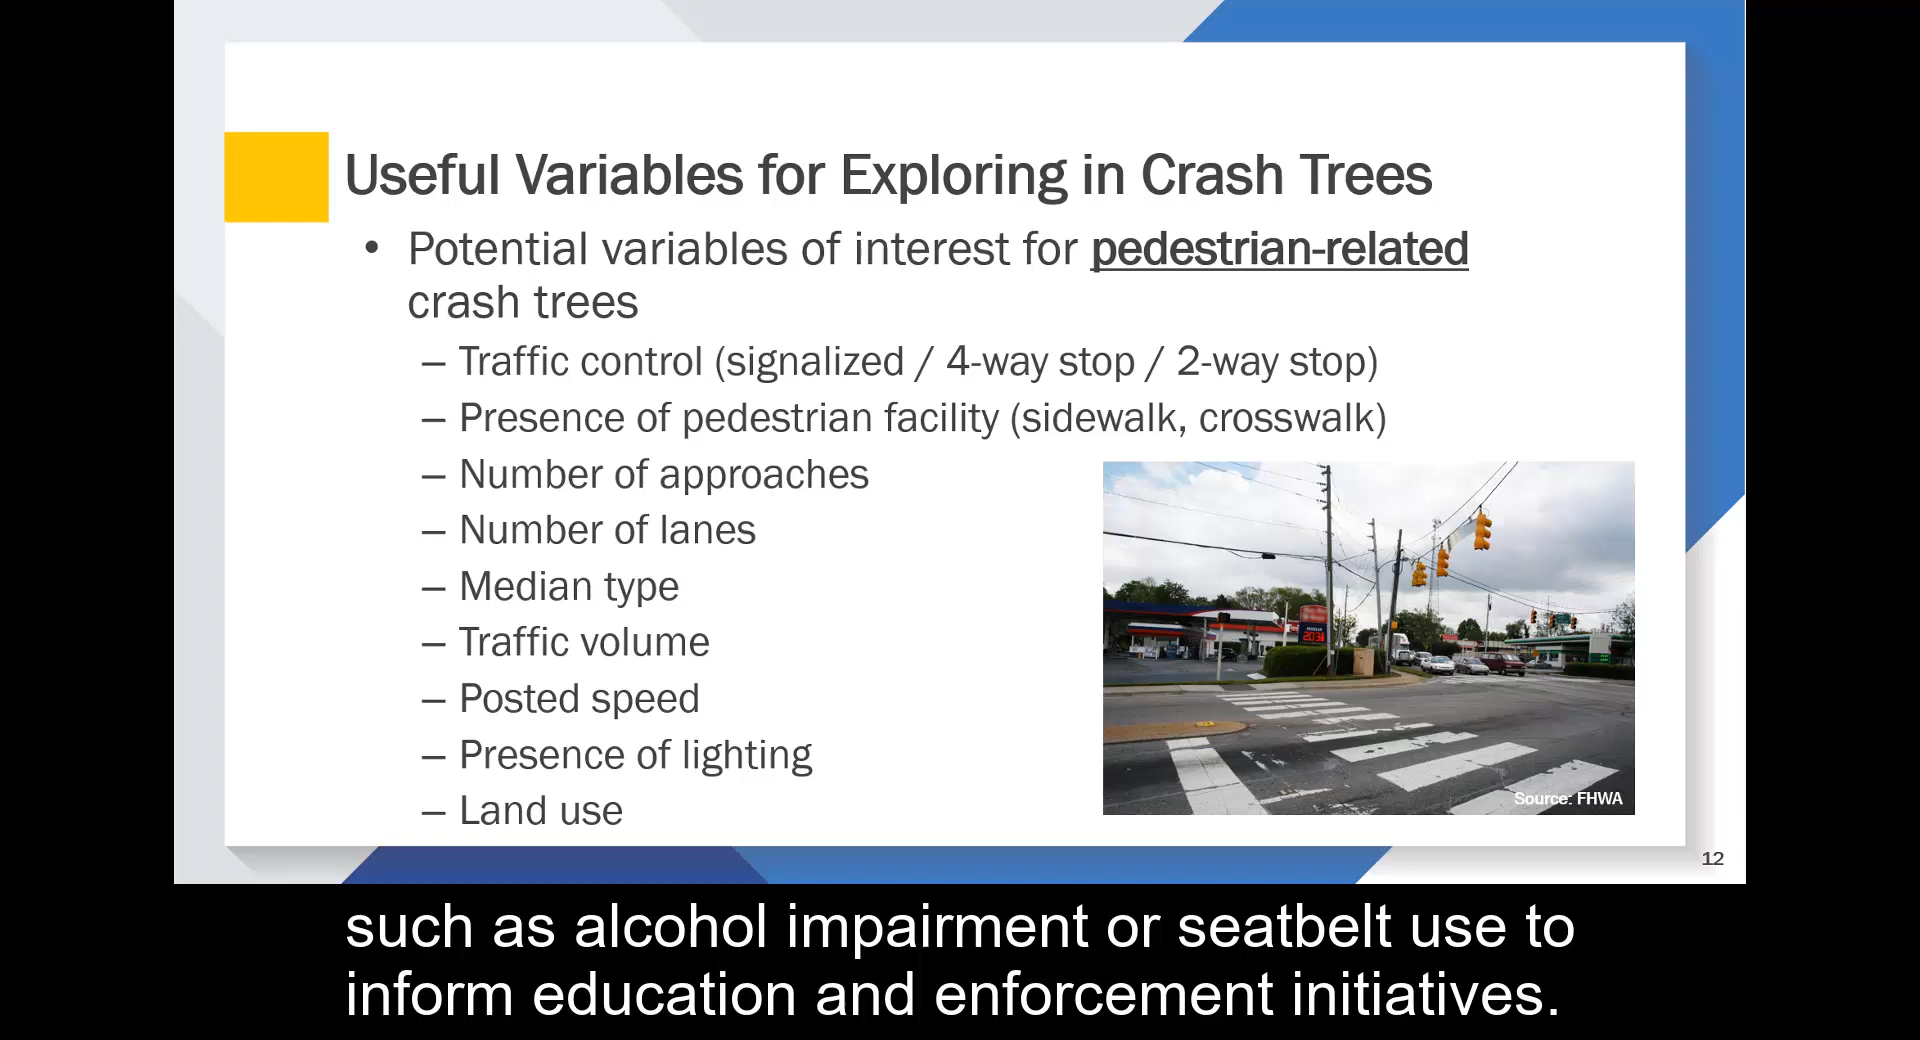 Useful Variables for Exploring in Crash Trees
• Potential variables of interest for pedestrian-related
crash trees
– Traffic control (signalized / 4-way stop / 2-way stop)
– Presence of pedestrian facility (sidewalk, crosswalk)
– Number of approaches
– Number of lanes
– Median type
– Traffic volume
– Posted speed
– Presence of lighting
– Land use
Source: FHWA
12
such as alcohol impairment or seatbelt use to
inform education and enforcement initiatives.